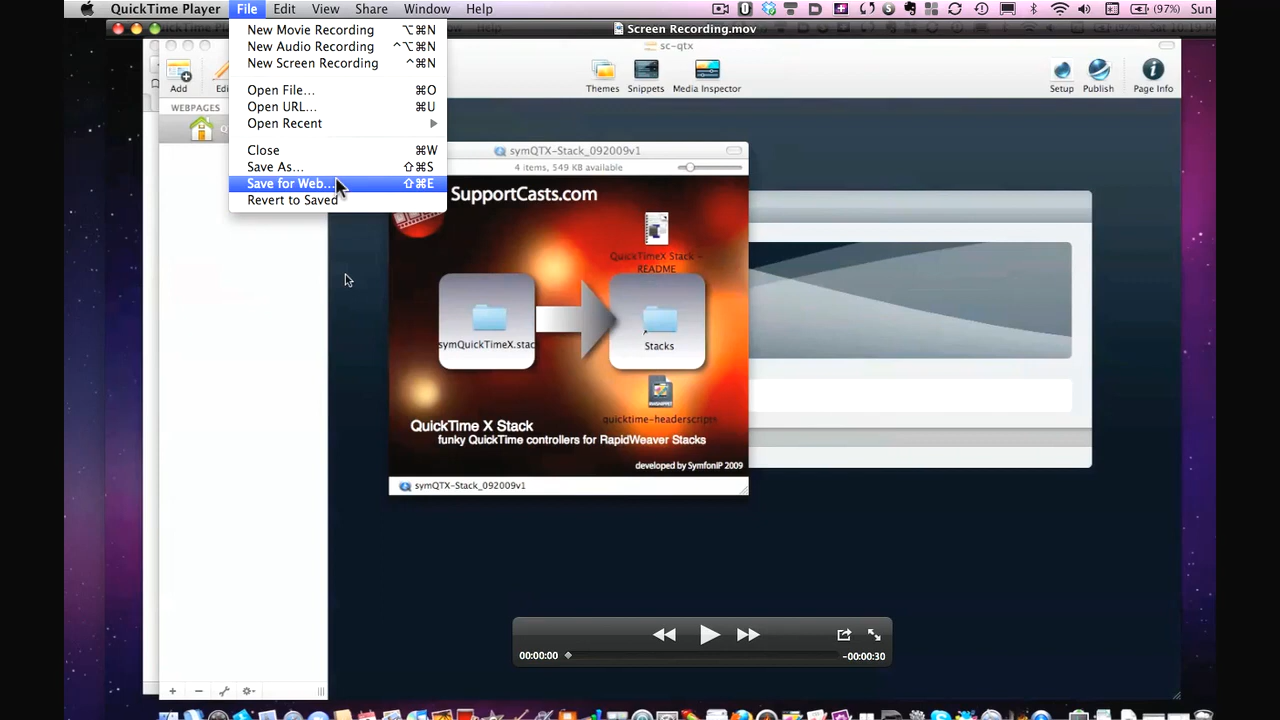 QuickTime Player File Edit View Share Window Help (97%) Sun
New Movie Recording ⌥⌘N
New Audio Recording ^⌥⌘N
New Screen Recording ^⌘N
Open File... ⌘O
Open URL... ⌘U
Open Recent
Close ⌘W
Save As... ⇧⌘S
Save for Web... ⇧⌘E
Revert to Saved
Screen Recording.mov
sc-qtx
Add
Themes Snippets Media Inspector Setup Publish Page Info
WEBPAGES
symQTX-Stack_092009v1
4 items, 549 KB available
SupportCasts.com
QuickTimeX Stack -
README
symQuickTimeX.stac
Stacks
quicktime-headerscripts
QuickTime X Stack
funky QuickTime controllers for RapidWeaver Stacks
developed by SymfoniP 2009
symQTX-Stack_092009v1
00:00:00 -00:00:30